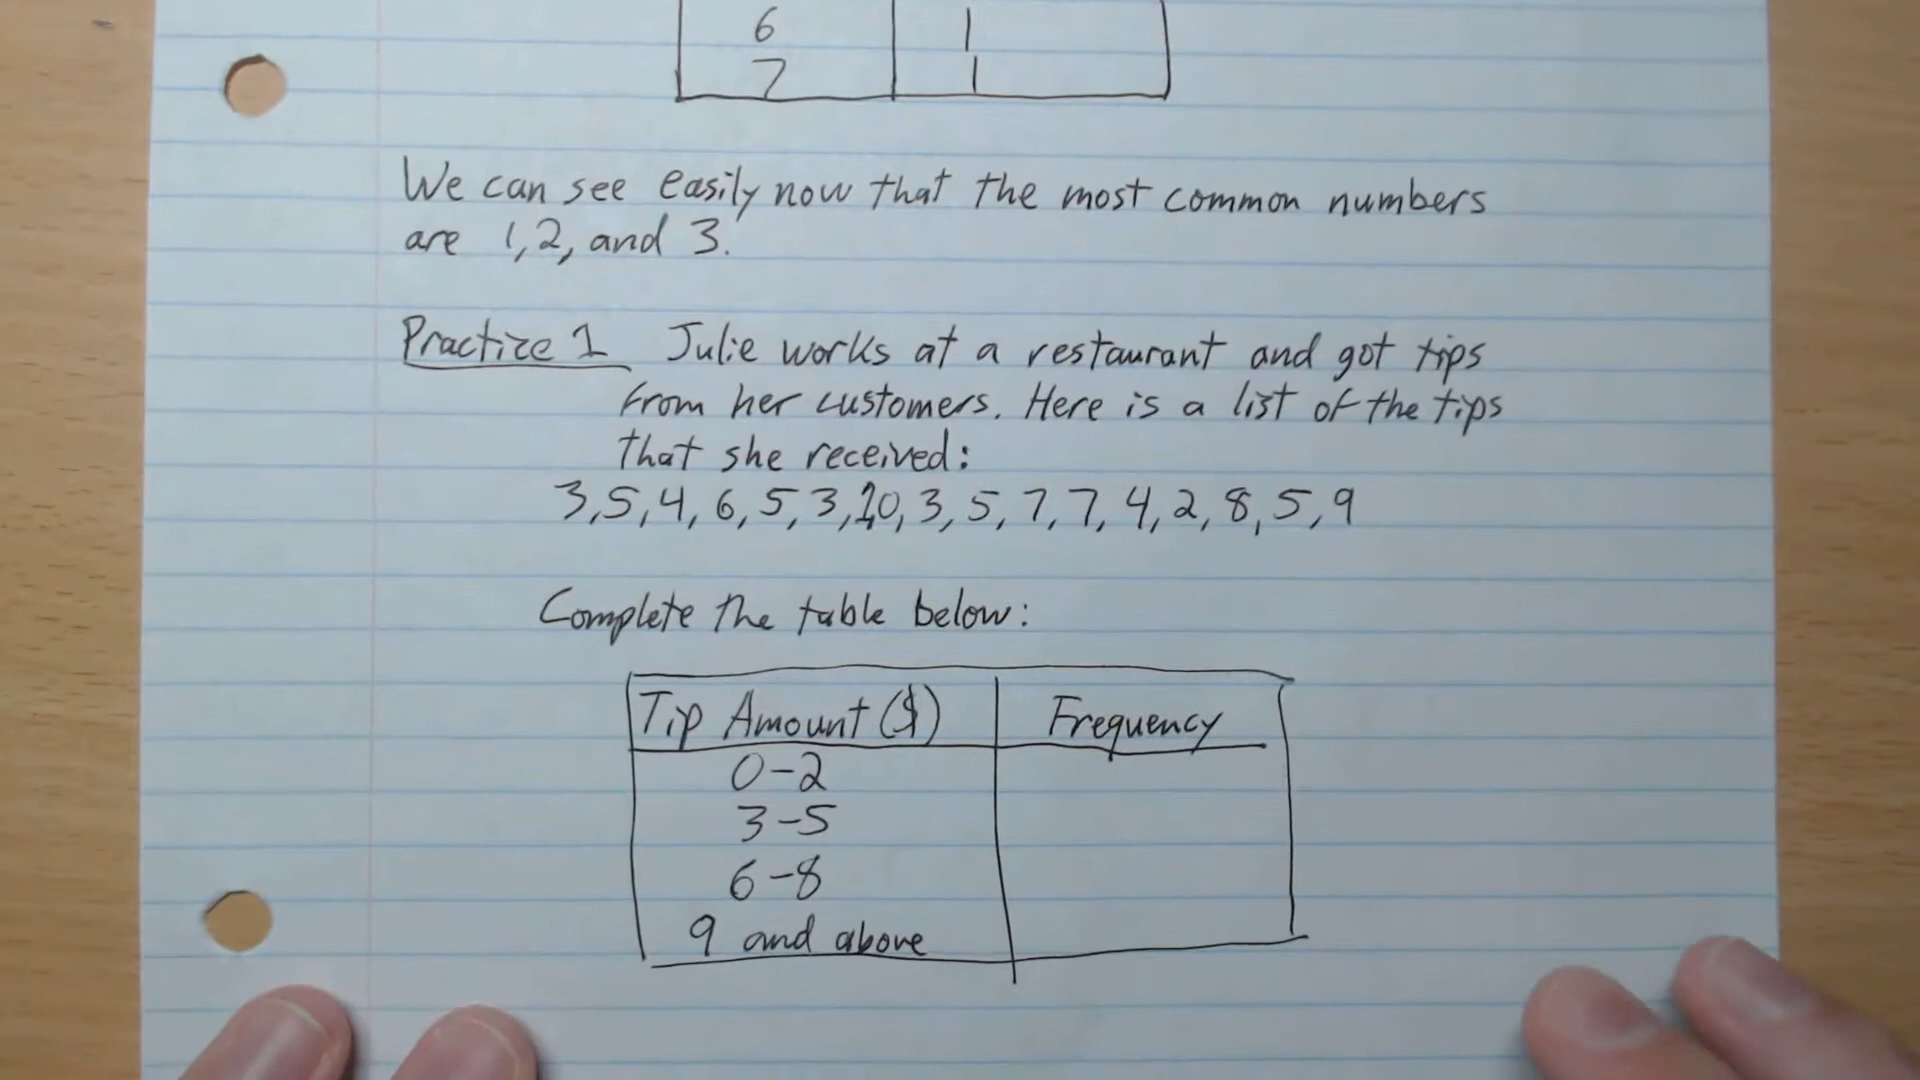 6 1
7 1
We can see easily now that the most common numbers
are 1, 2, and 3.
Practice 1 Julie works at a restaurant and got tips
from her customers. Here is a list of the tips
that she received:
3, 5, 4, 6, 5, 3, 10, 3, 5, 7, 7, 4, 2, 8, 5, 9
Complete the table below:
Tip Amount ($) Frequency
0-2
3-5
6-8
9 and above